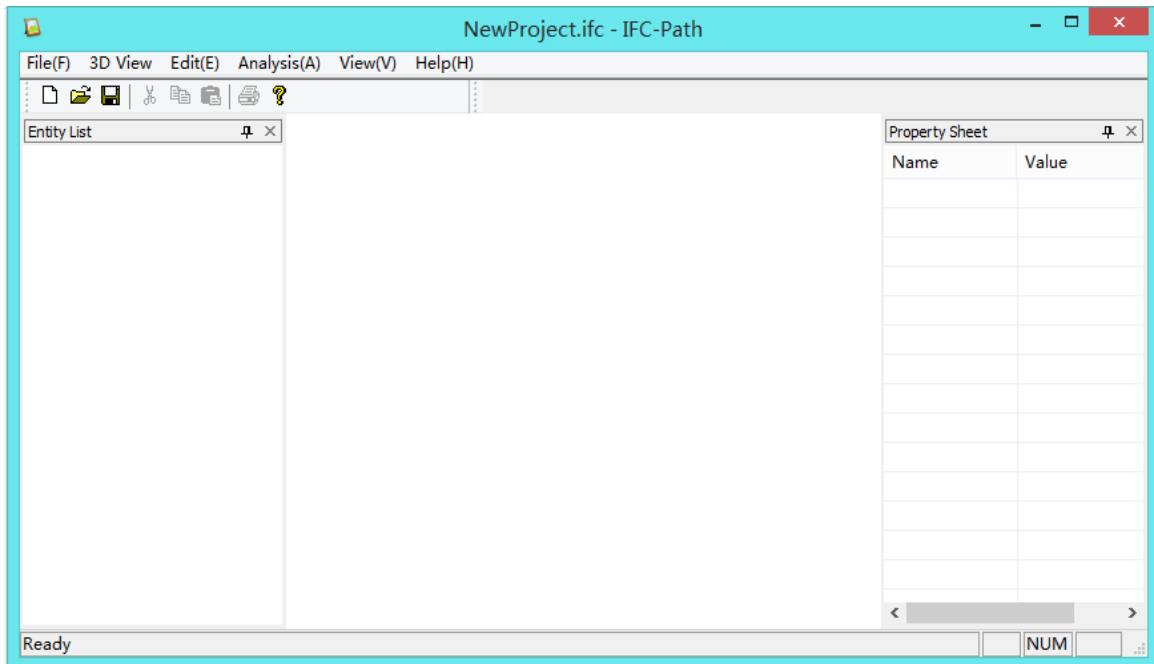 NewProject.ifc - IFC-Path
File(F) 3D View Edit(E) Analysis(A) View(V) Help(H)
Entity List
Property Sheet
Name Value
Ready
NUM